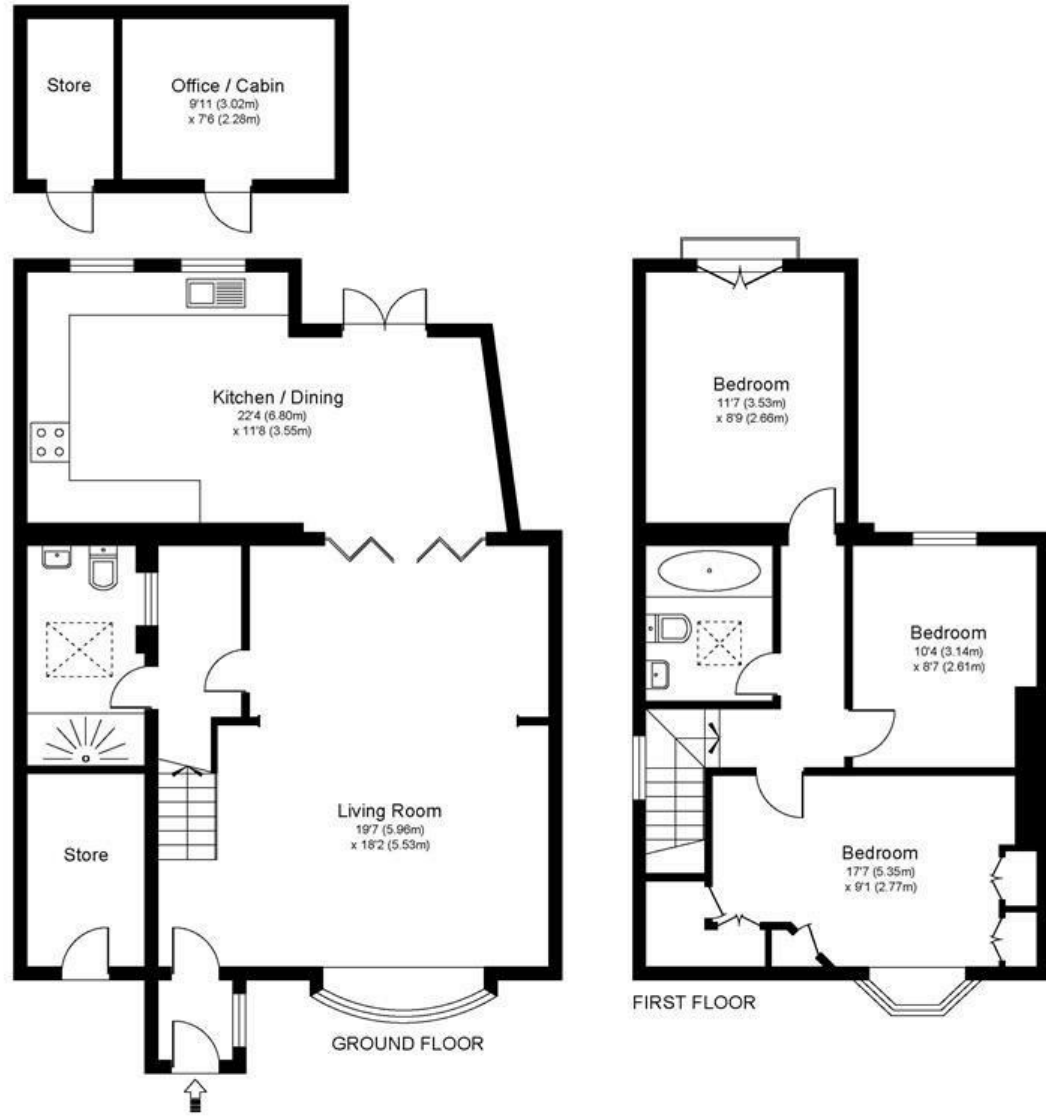 Store
Office / Cabin
9'11 (3.02m)
x 7'6 (2.28m)
Kitchen / Dining
22'4 (6.80m)
x 11'8 (3.55m)
Living Room
19'7 (5.96m)
x 18'2 (5.53m)
Store
GROUND FLOOR
Bedroom
11'7 (3.53m)
x 8'9 (2.66m)
Bedroom
10'4 (3.14m)
x 8'7 (2.61m)
Bedroom
17'7 (5.35m)
x 9'1 (2.77m)
FIRST FLOOR